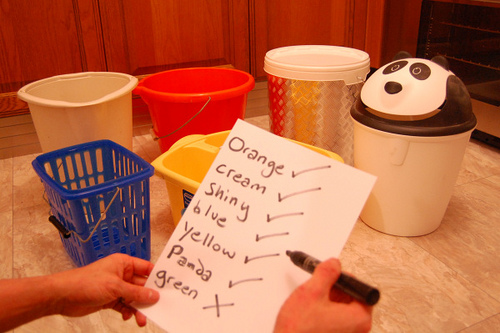 Orange ✓
cream ✓
Shiny ✓
blue ✓
yellow ✓
Panda ✓
green ✗